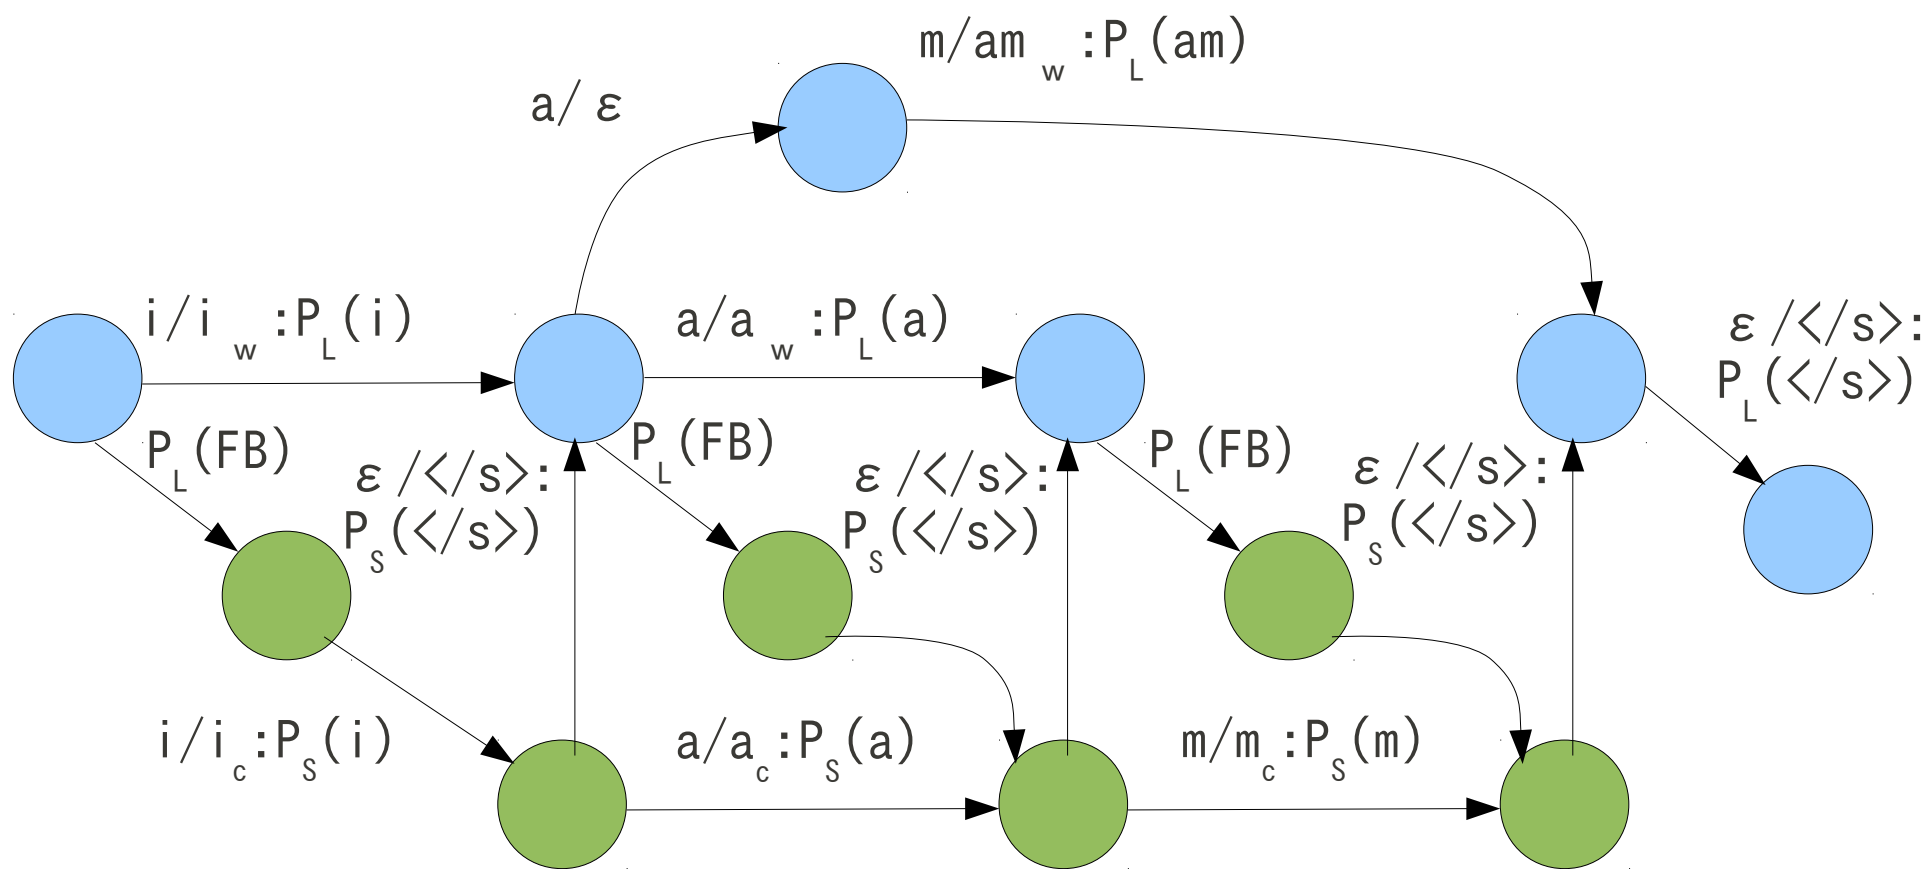 m/am w :P L (am)
a/ ε
i/i w :P L (i)
a/a w :P L (a)
ε /</s>:
P L (</s>)
P L (FB)
ε /</s>:
P S (</s>)
P L (FB)
ε /</s>:
P S (</s>)
P L (FB)
ε /</s>:
P S (</s>)
i/i c :P S (i)
a/a c :P S (a)
m/m c :P S (m)